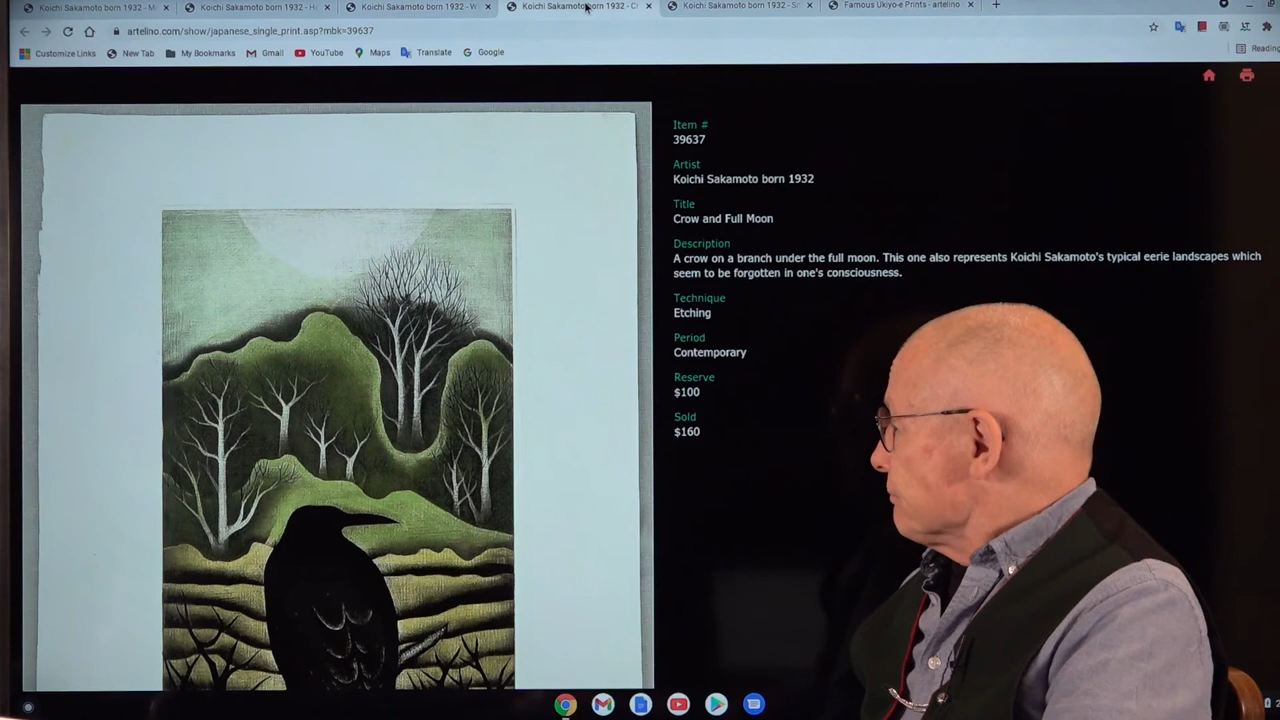 Koichi Sakamoto born 1932 - M
Koichi Sakamoto born 1932 - H
Koichi Sakamoto born 1932 - W
Koichi Sakamoto born 1932 - C
Koichi Sakamoto born 1932 - S
Famous Ukiyo-e Prints - artelino
artelino.com/show/japanese_single_print.asp?mbk=39637
Customize Links
New Tab
My Bookmarks
Gmail
YouTube
Maps
Translate
Google
Reading
Item #
39637
Artist
Koichi Sakamoto born 1932
Title
Crow and Full Moon
Description
A crow on a branch under the full moon. This one also represents Koichi Sakamoto's typical eerie landscapes which
seem to be forgotten in one's consciousness.
Technique
Etching
Period
Contemporary
Reserve
$100
Sold
$160